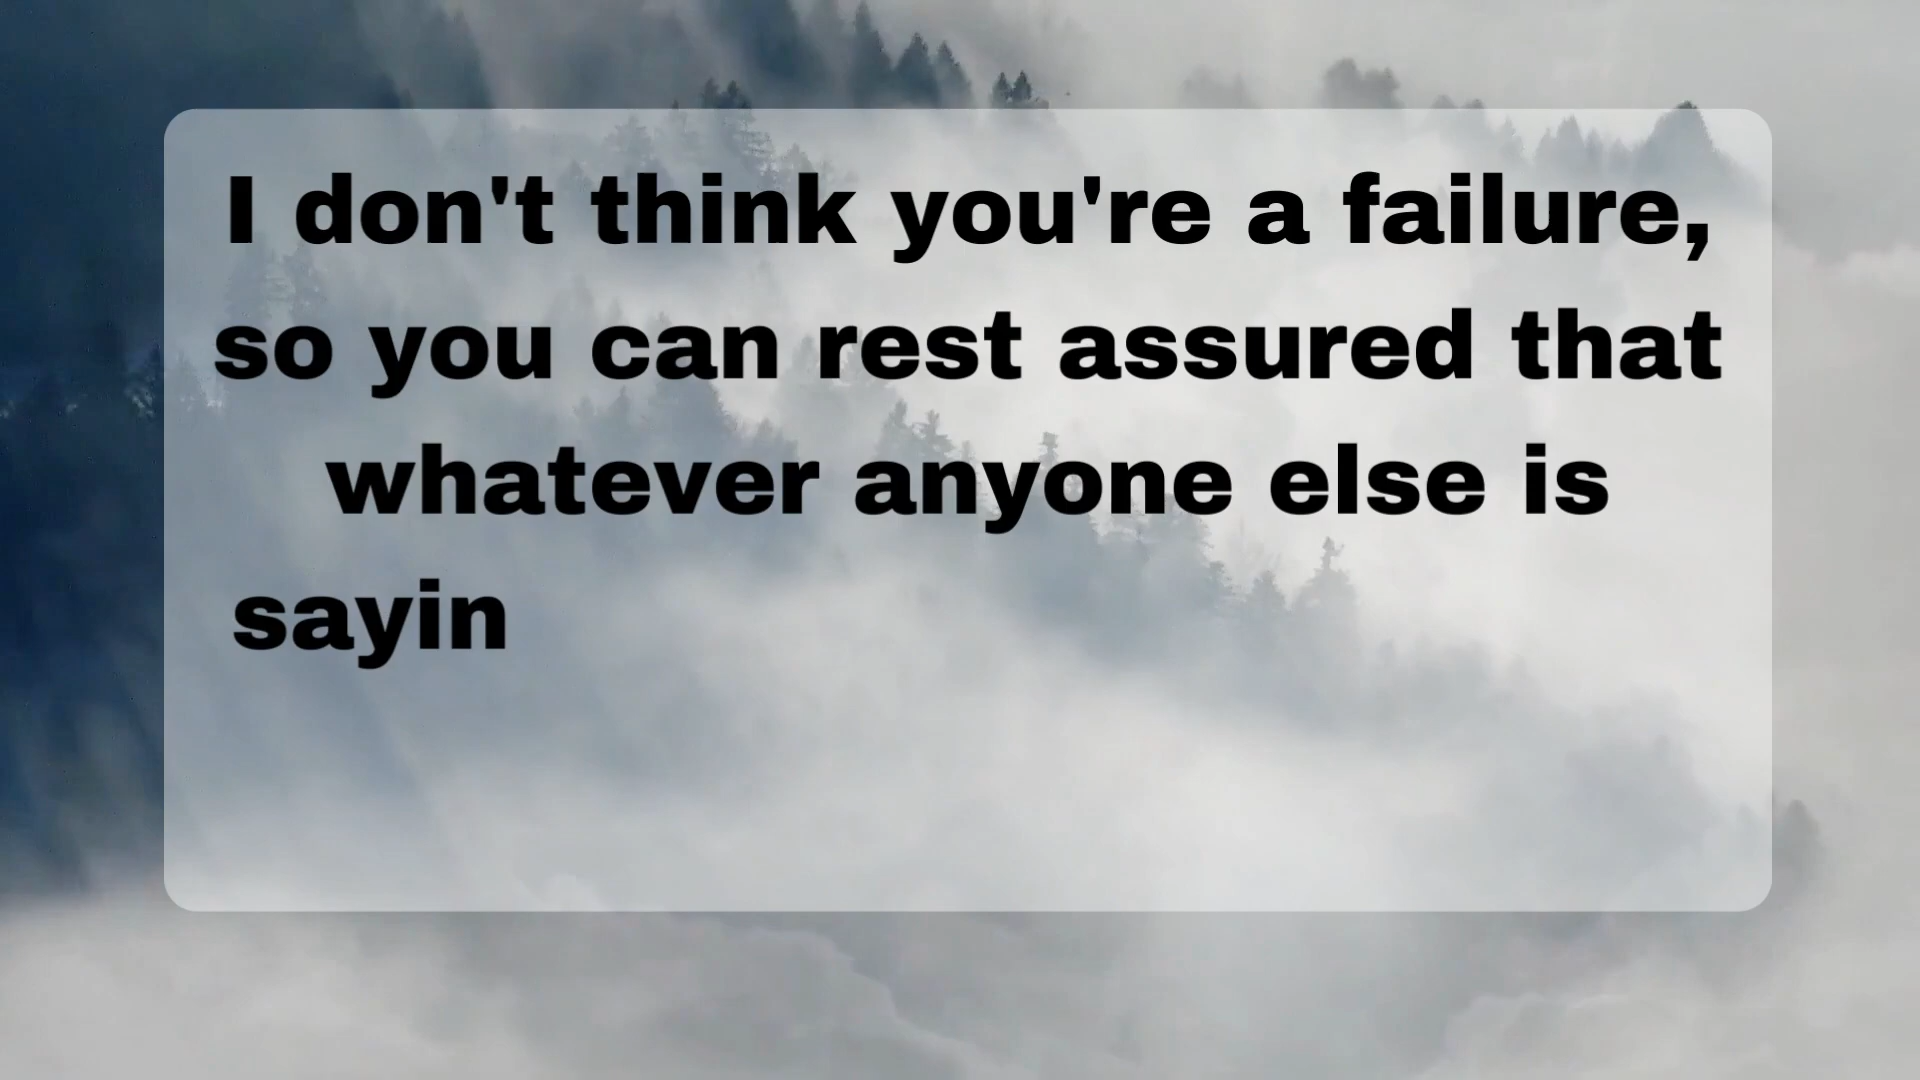 I don't think you're a failure,
so you can rest assured that
whatever anyone else is
sayin